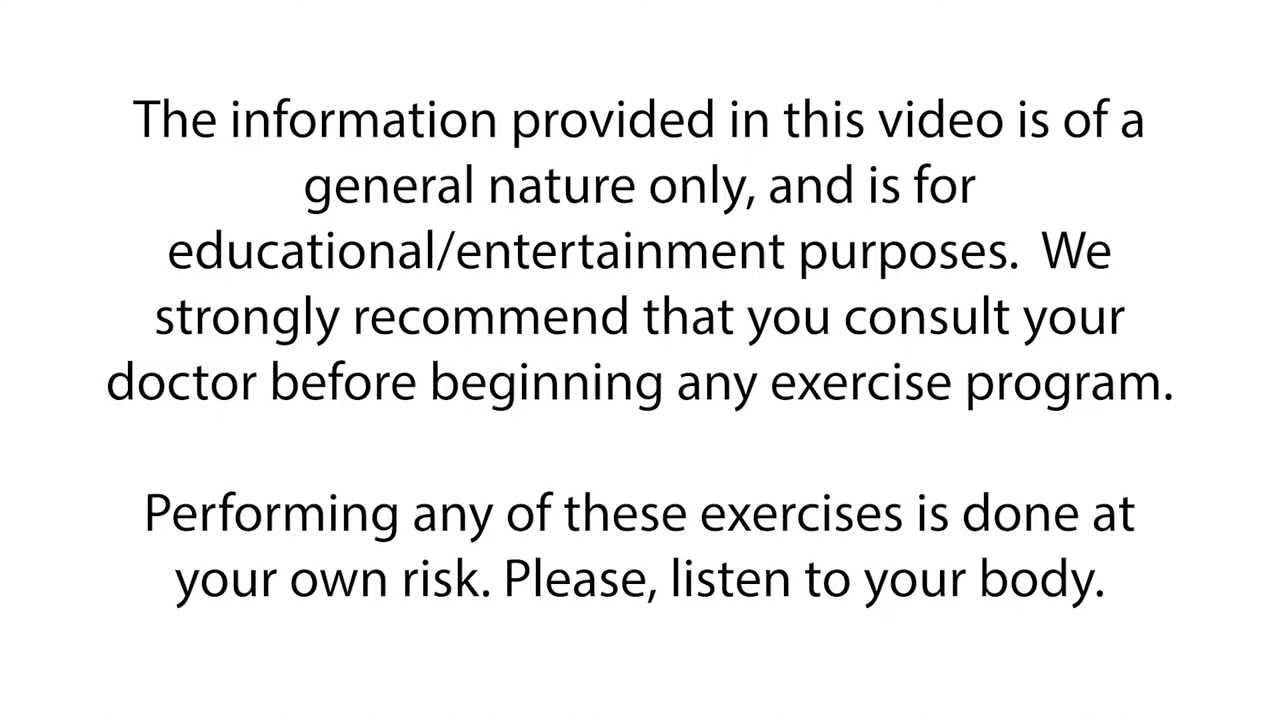 The information provided in this video is of a
general nature only, and is for
educational/entertainment purposes.  We
strongly recommend that you consult your
doctor before beginning any exercise program.
Performing any of these exercises is done at
your own risk. Please, listen to your body.